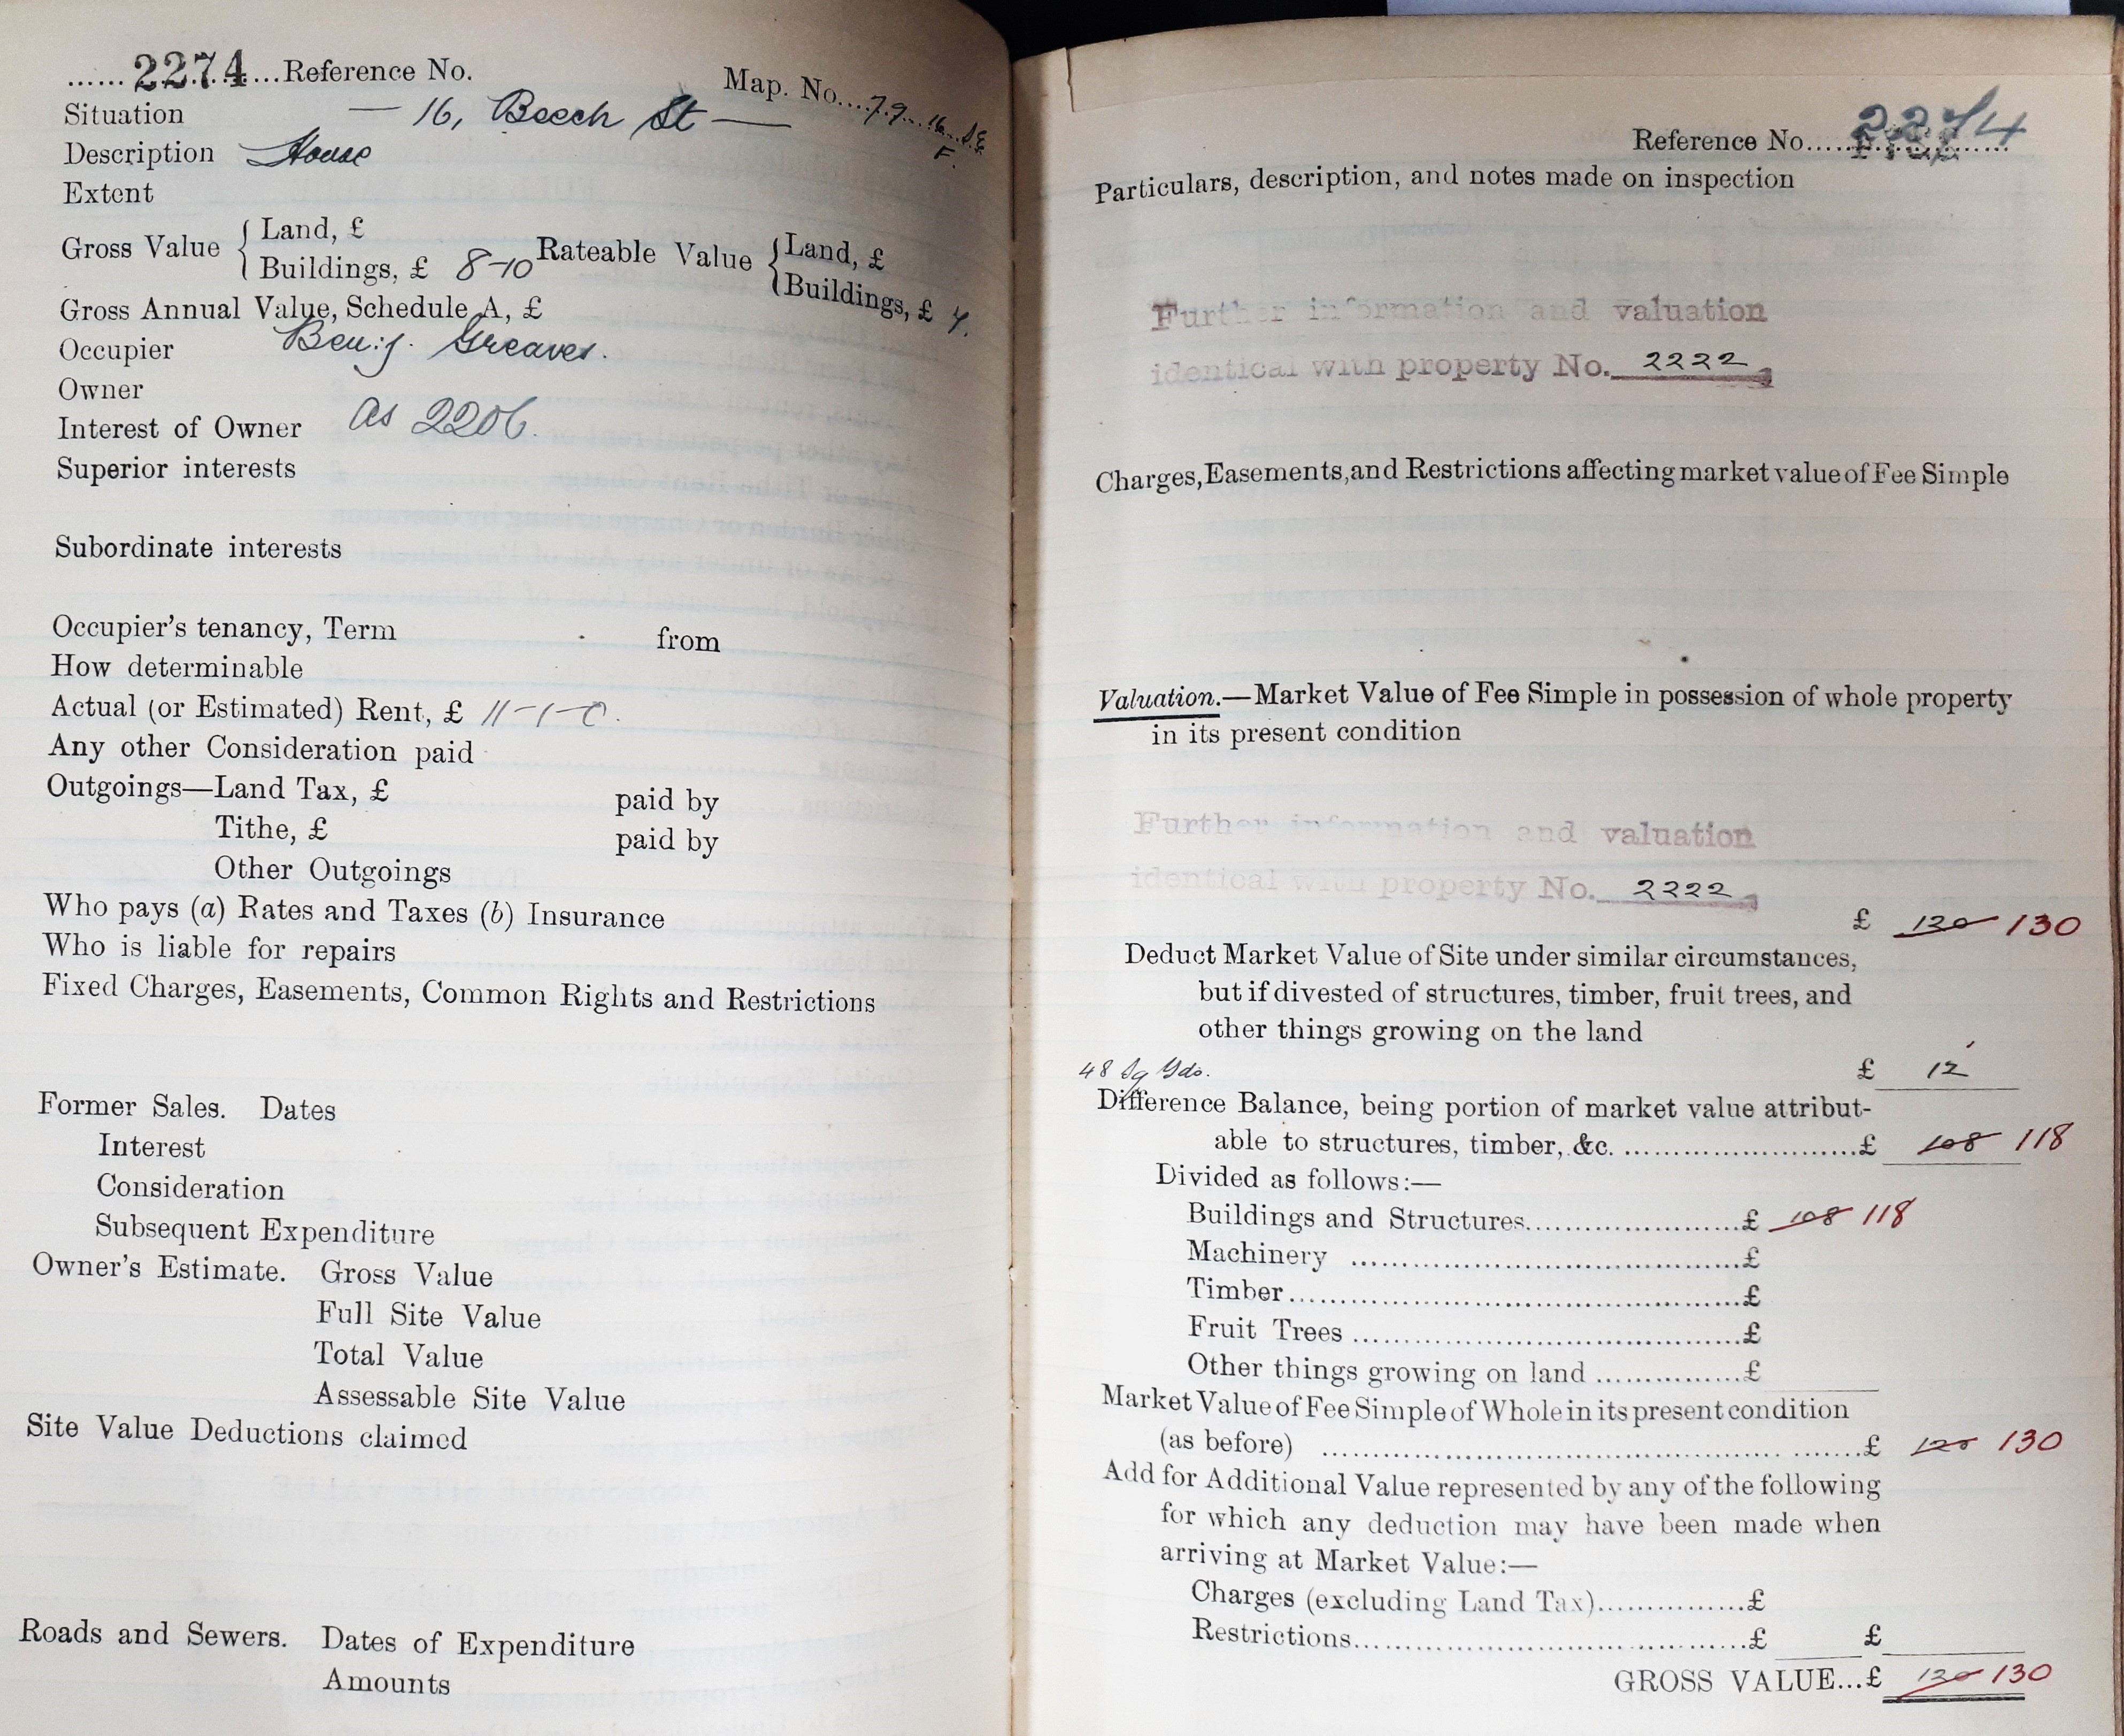 ......2274...Reference No.
Map. No....79...16...S.E.
F.
Situation — 16, Beech St —
Description House
Extent
Gross Value { Land, £
Buildings, £ 8-10
Rateable Value { Land, £
Buildings, £
Gross Annual Value, Schedule A, £
Occupier Benj. Greaves.
Owner
Interest of Owner as 2206.
Superior interests
Subordinate interests
Occupier's tenancy, Term from
How determinable
Actual (or Estimated) Rent, £ 11-1-0.
Any other Consideration paid
Outgoings—Land Tax, £ paid by
Tithe, £ paid by
Other Outgoings
Who pays (a) Rates and Taxes (b) Insurance
Who is liable for repairs
Fixed Charges, Easements, Common Rights and Restrictions
Former Sales. Dates
Interest
Consideration
Subsequent Expenditure
Owner's Estimate. Gross Value
Full Site Value
Total Value
Assessable Site Value
Site Value Deductions claimed
Roads and Sewers. Dates of Expenditure
Amounts
Reference No. 2274
Particulars, description, and notes made on inspection
Further information and valuation
identical with property No. 2222
Charges, Easements, and Restrictions affecting market value of Fee Simple
Valuation.—Market Value of Fee Simple in possession of whole property
in its present condition
Further information and valuation
identical with property No. 2222
£ 120 130
Deduct Market Value of Site under similar circumstances,
but if divested of structures, timber, fruit trees, and
other things growing on the land
48 Sq Yds. £ 12
Difference Balance, being portion of market value attribut-
able to structures, timber, &c. ........................£ 108 118
Divided as follows:—
Buildings and Structures......................£ 108 118
Machinery ........................................£
Timber..............................................£
Fruit Trees .......................................£
Other things growing on land ...............£
Market Value of Fee Simple of Whole in its present condition
(as before) ..........................................................£ 120 130
Add for Additional Value represented by any of the following
for which any deduction may have been made when
arriving at Market Value:—
Charges (excluding Land Tax)...............£
Restrictions.......................................£ £
GROSS VALUE...£ 120 130